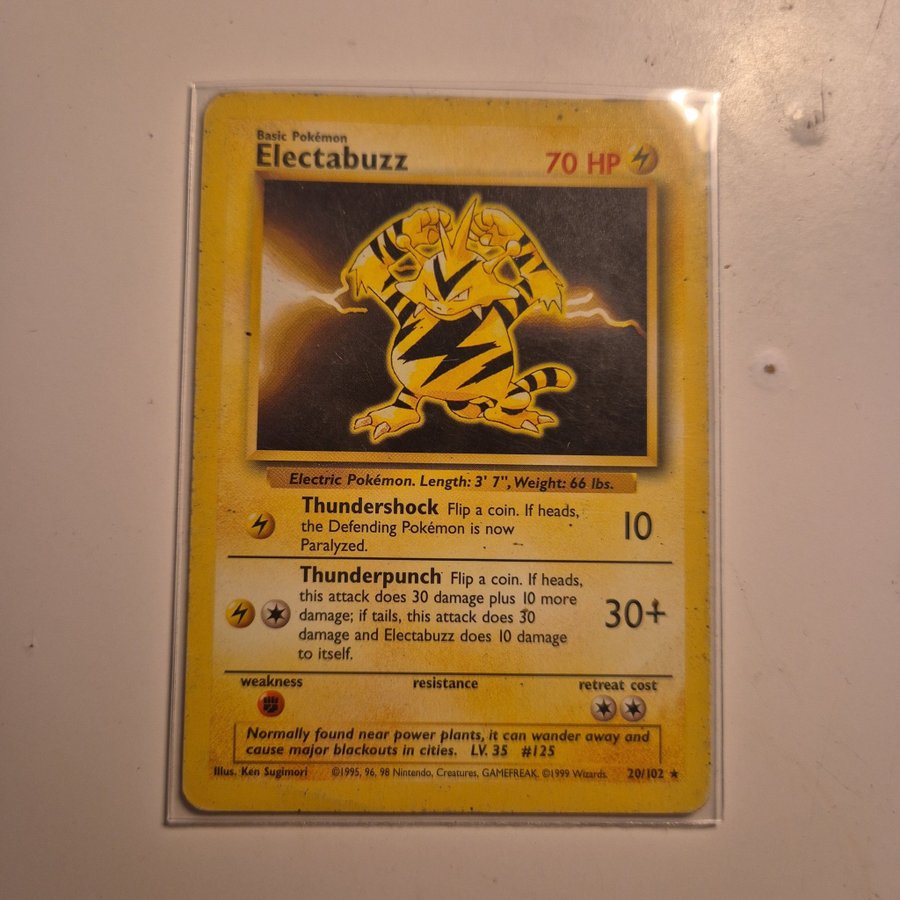 Basic Pokémon
Electabuzz
70 HP
Electric Pokémon. Length: 3' 7", Weight: 66 lbs.
Thundershock Flip a coin. If heads,
the Defending Pokémon is now
Paralyzed.
10
Thunderpunch Flip a coin. If heads,
this attack does 30 damage plus 10 more
damage; if tails, this attack does 30
damage and Electabuzz does 10 damage
to itself.
30+
weakness resistance retreat cost
Normally found near power plants, it can wander away and
cause major blackouts in cities. LV. 35 #125
Illus. Ken Sugimori ©1995, 96, 98 Nintendo, Creatures, GAMEFREAK. ©1999 Wizards. 20/102 ★